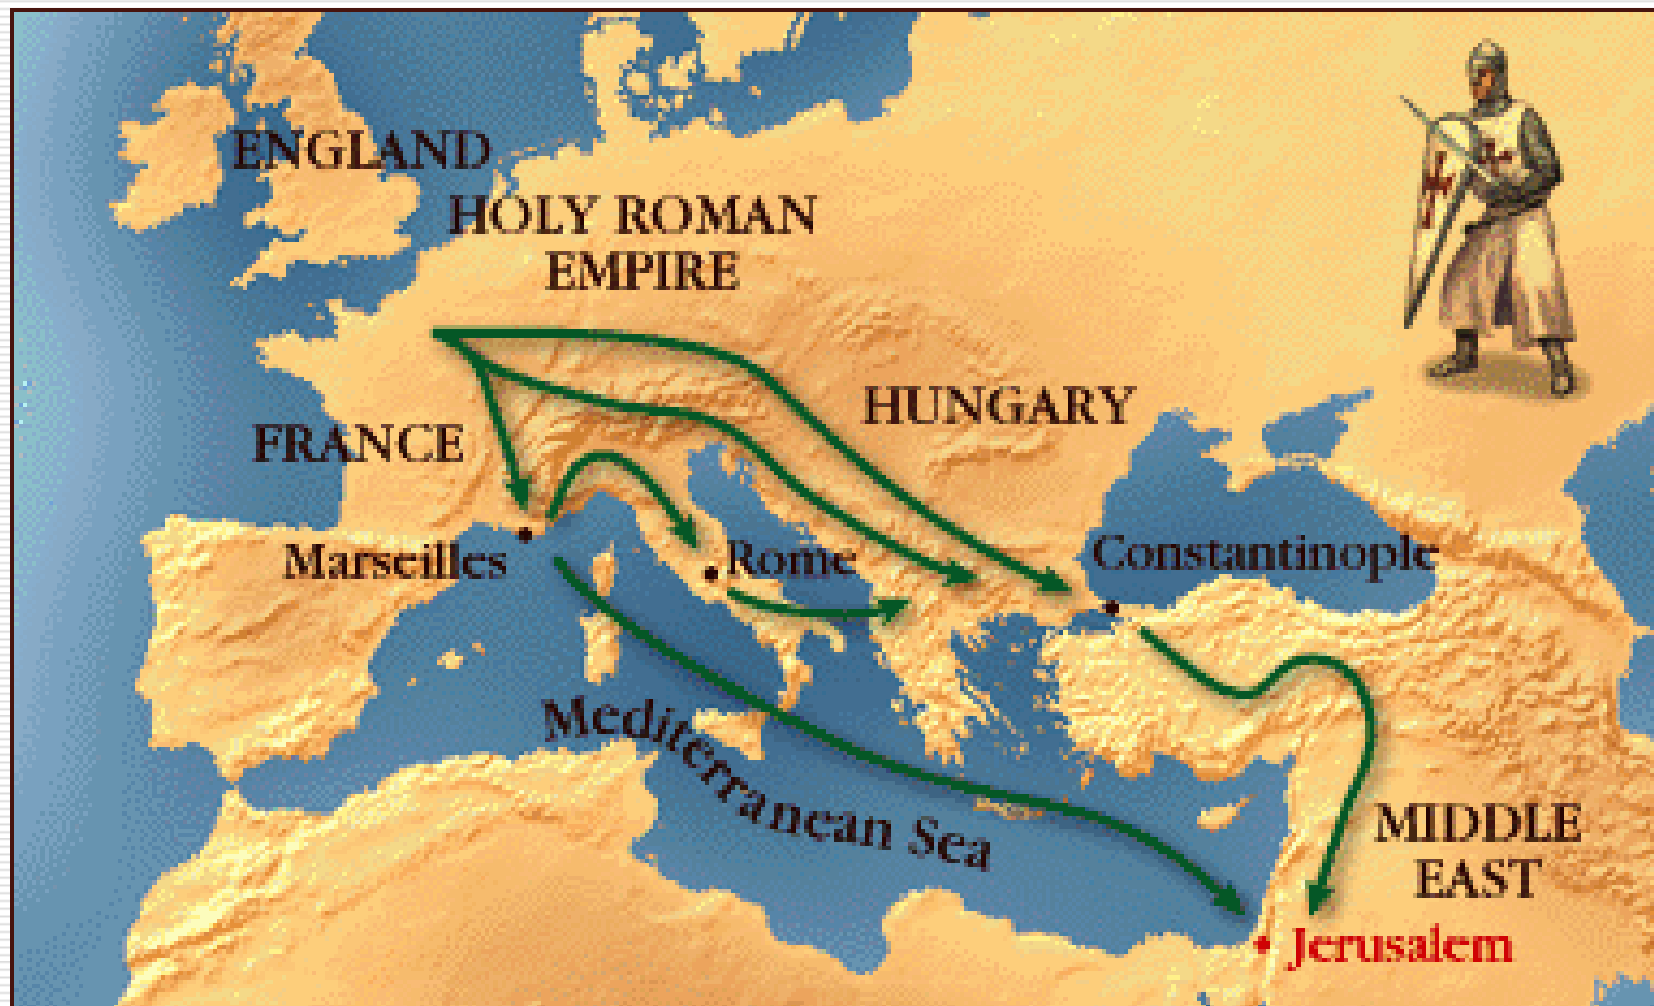 ENGLAND
HOLY ROMAN
EMPIRE
HUNGARY
FRANCE
Marseilles
Rome
Constantinople
Mediterranean Sea
MIDDLE
EAST
Jerusalem